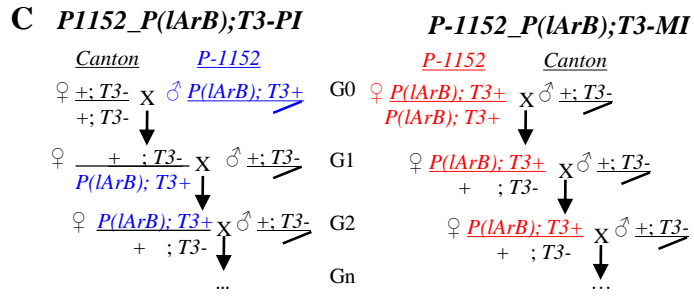 C P1152_P(lArB);T3-PI
P-1152_P(lArB);T3-MI
Canton P-1152
P-1152 Canton
♀ +; T3- X ♂ P(lArB); T3+
+; T3-
G0
♀ P(lArB); T3+ X ♂ +; T3-
P(lArB); T3+
♀ + ; T3- X ♂ +; T3-
P(lArB); T3+
G1
♀ P(lArB); T3+ X ♂ +; T3-
+ ; T3-
♀ P(lArB); T3+ X ♂ +; T3-
+ ; T3-
G2
♀ P(lArB); T3+ X ♂ +; T3-
+ ; T3-
...
Gn
...